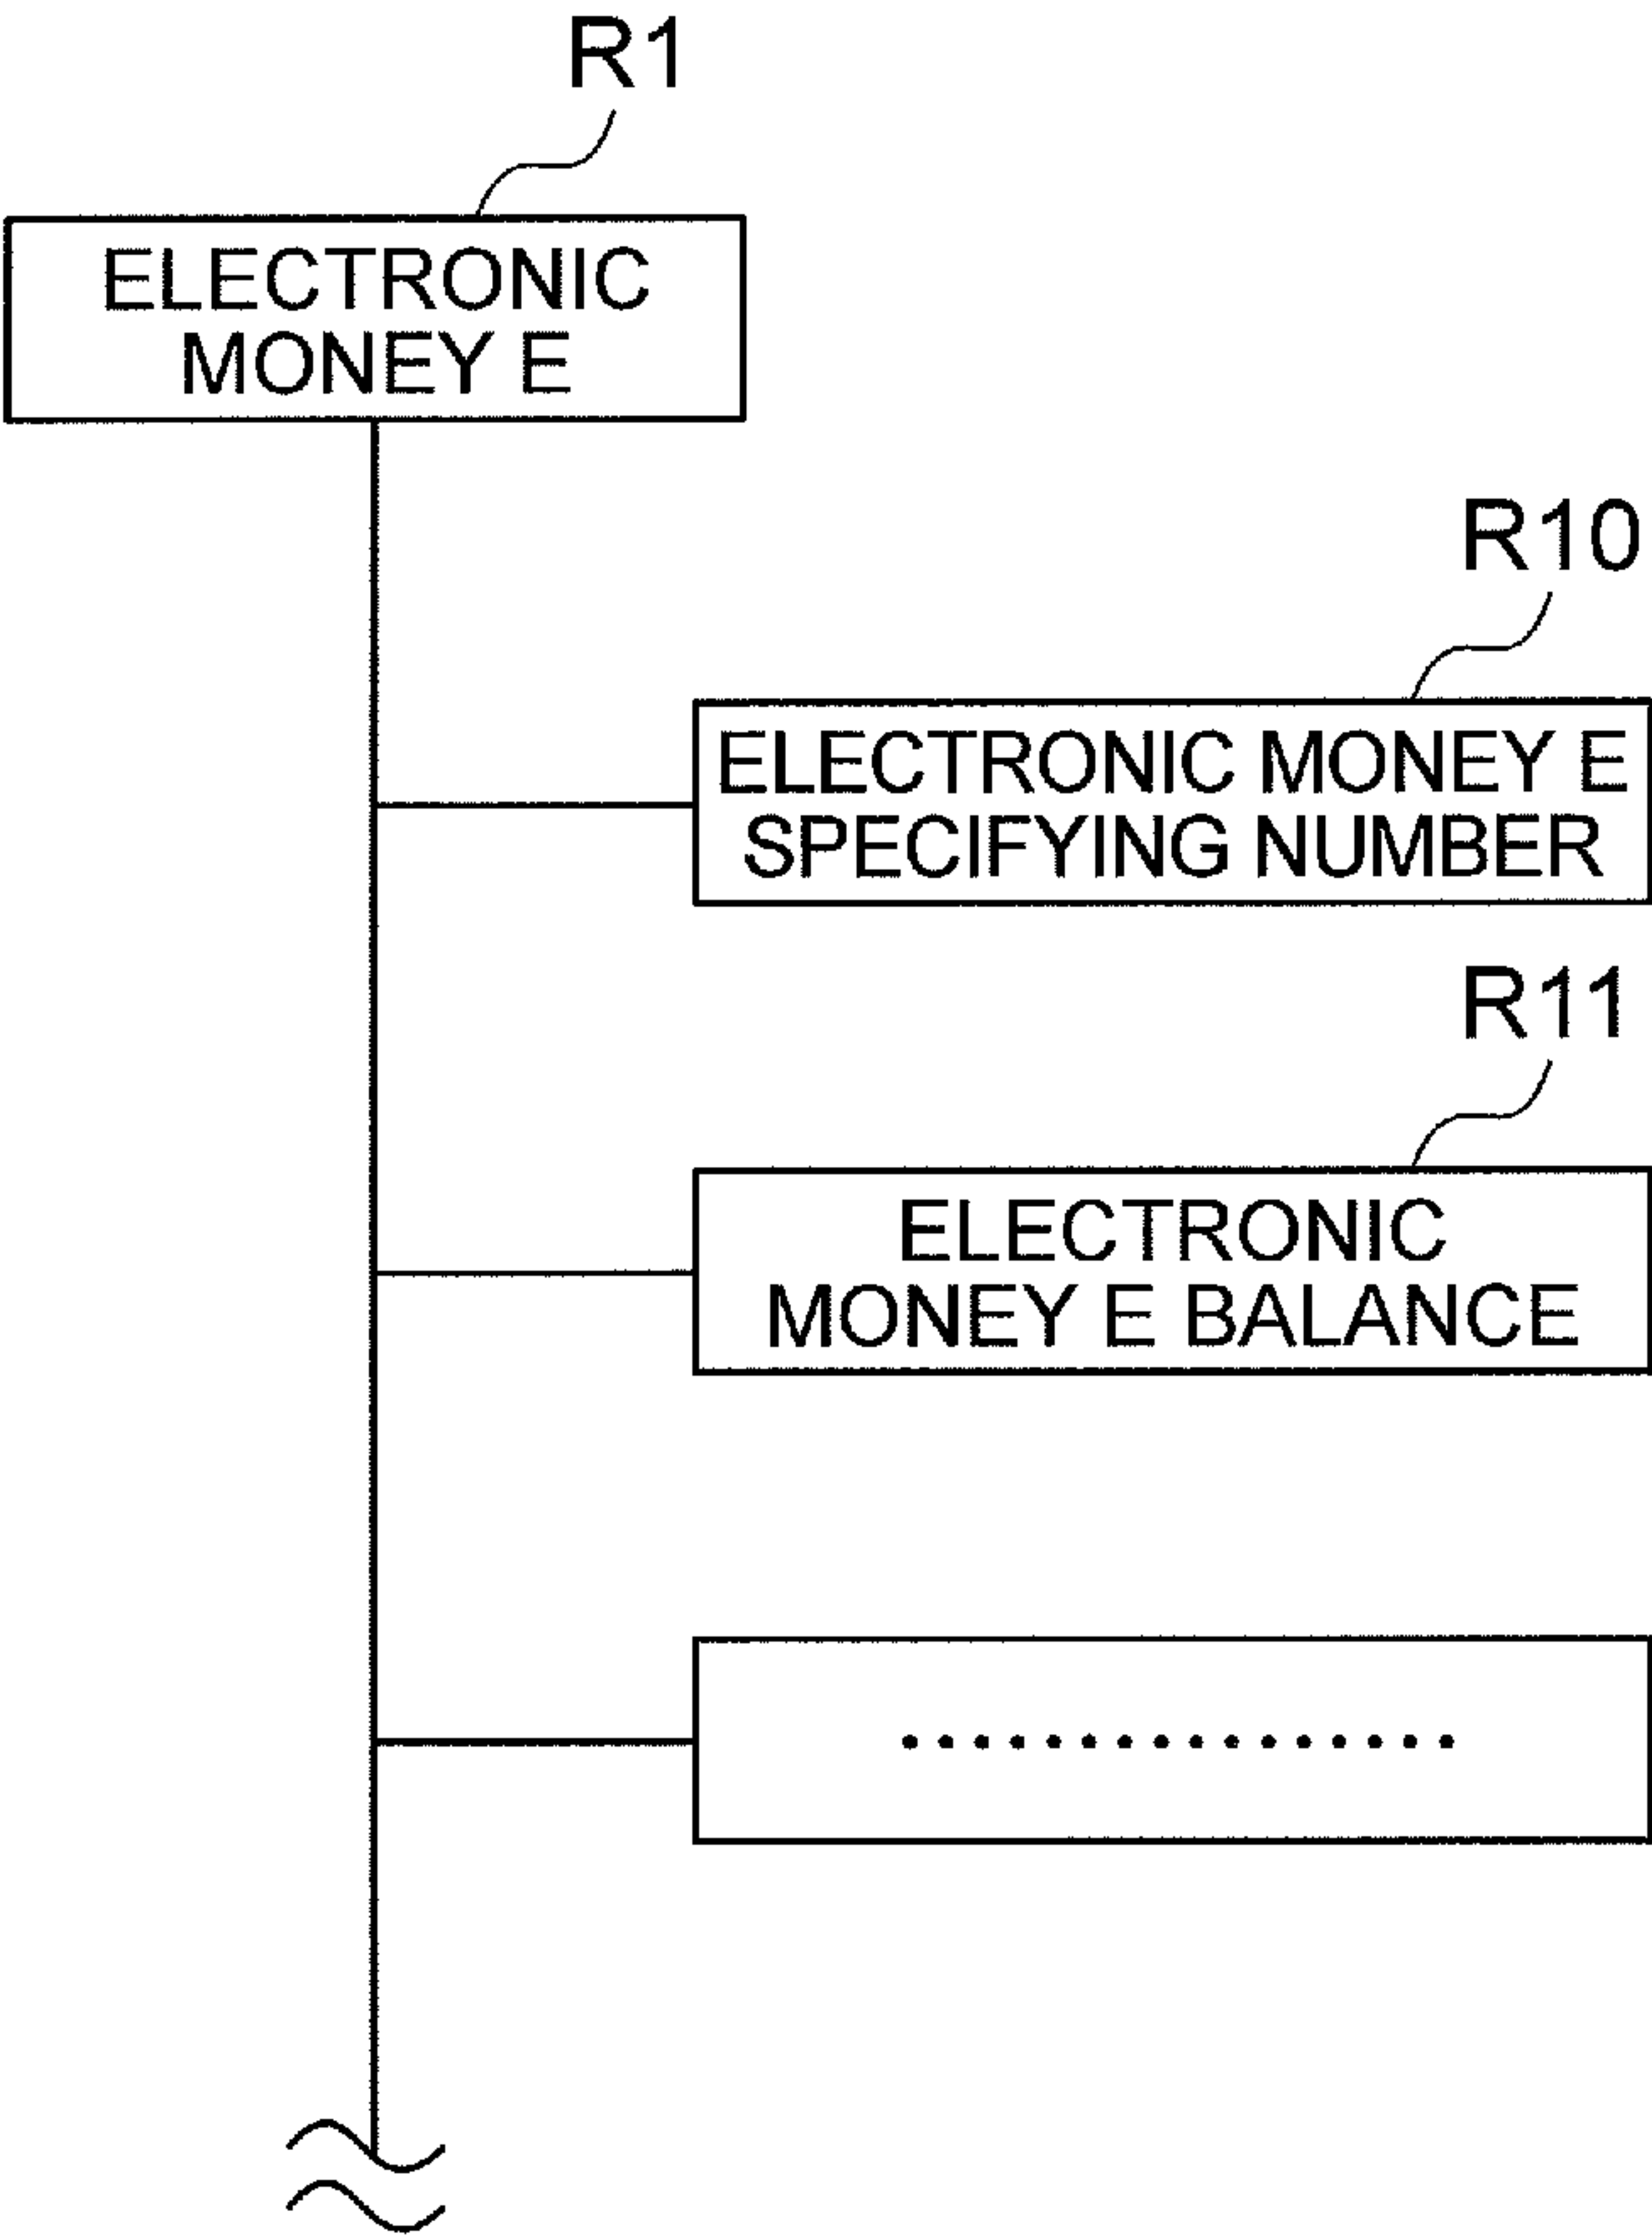 R1
ELECTRONIC
MONEY E
R10
ELECTRONIC MONEY E
SPECIFYING NUMBER
R11
ELECTRONIC
MONEY E BALANCE
................